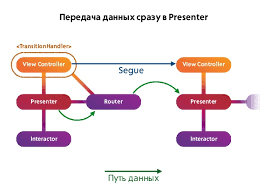 Передача данных сразу в Presenter
«TransitionHandler»
View Controller
Segue
View Controller
Presenter
Router
Presenter
Interactor
Interactor
Путь данных